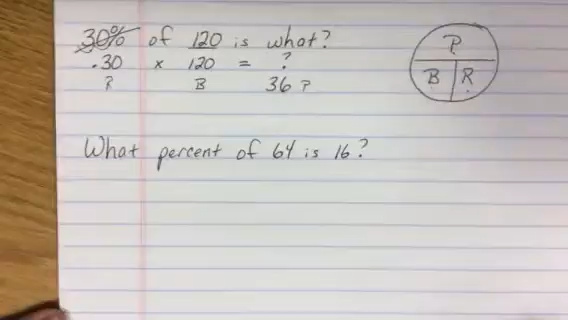 30% of 120 is what?
.30 x 120 = ?
R B 36 P
P
B R
What percent of 64 is 16?